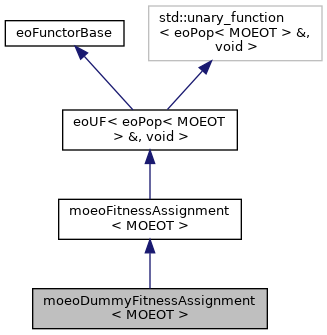 eoFunctorBase
std::unary_function
< eoPop< MOEOT > &,
void >
eoUF< eoPop< MOEOT
> &, void >
moeoFitnessAssignment
< MOEOT >
moeoDummyFitnessAssignment
< MOEOT >